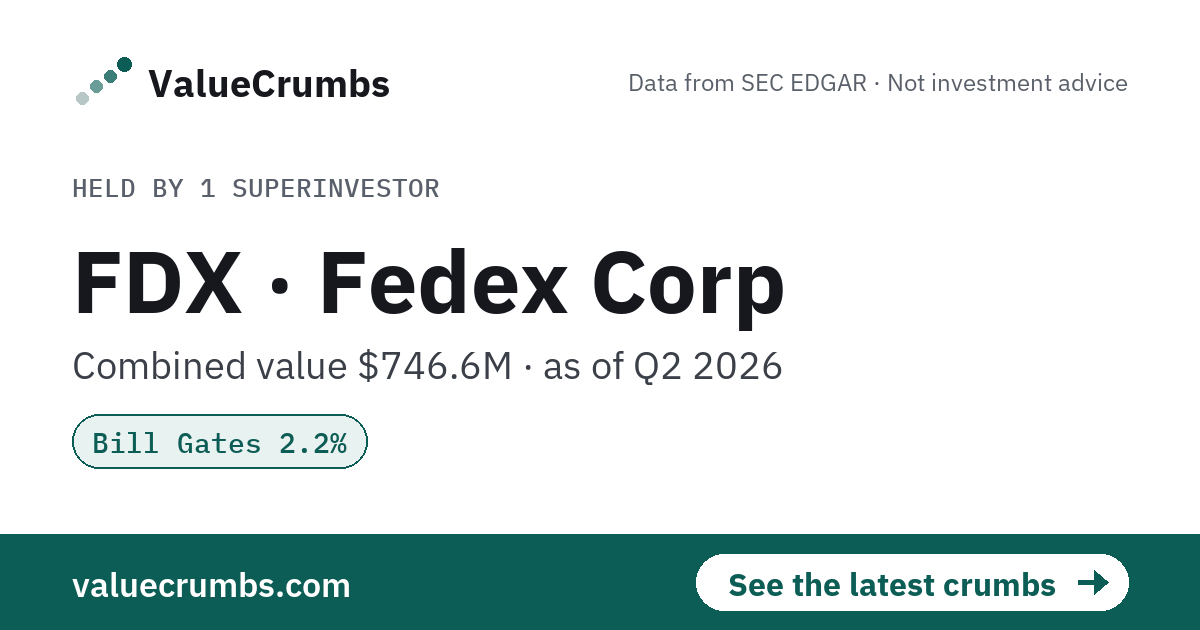 ValueCrumbs
Data from SEC EDGAR · Not investment advice
HELD BY 1 SUPERINVESTOR
FDX · Fedex Corp
Combined value $746.6M · as of Q2 2026
Bill Gates 2.2%
valuecrumbs.com
See the latest crumbs →